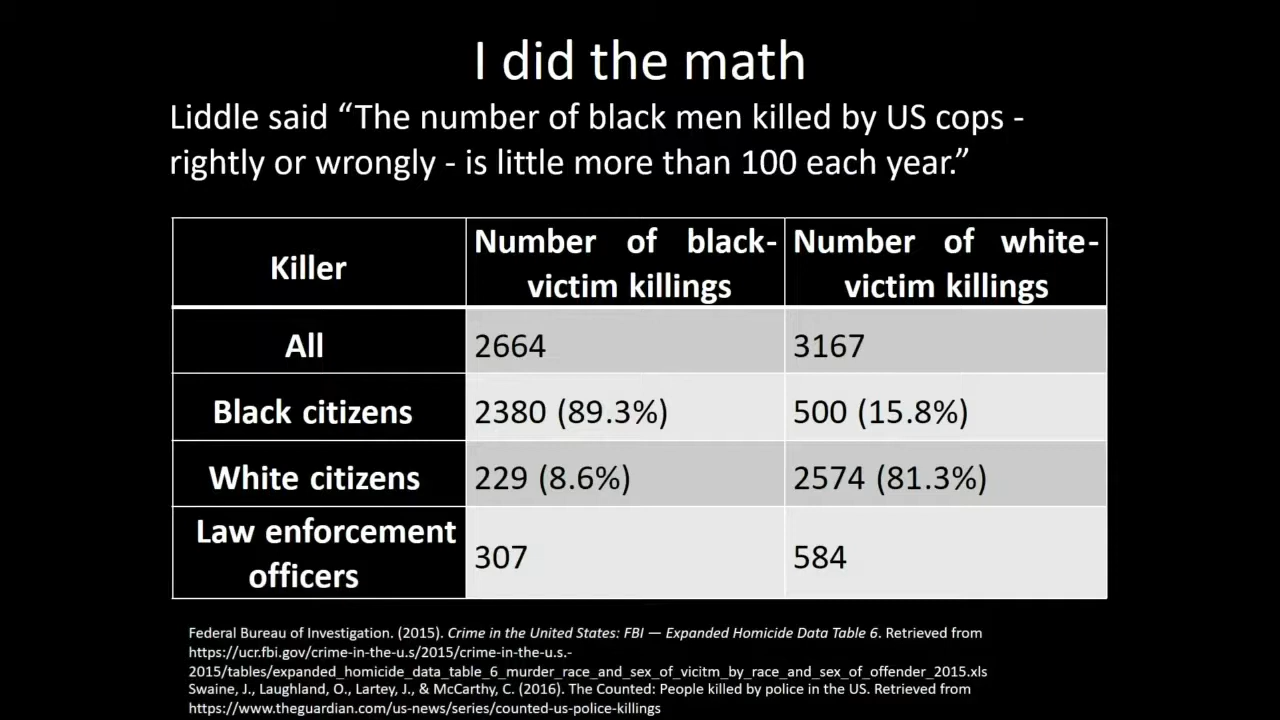 I did the math
Liddle said “The number of black men killed by US cops -
rightly or wrongly - is little more than 100 each year.”
Killer
Number of black-
victim killings
Number of white-
victim killings
All
2664
3167
Black citizens
2380 (89.3%)
500 (15.8%)
White citizens
229 (8.6%)
2574 (81.3%)
Law enforcement
officers
307
584
Federal Bureau of Investigation. (2015). Crime in the United States: FBI — Expanded Homicide Data Table 6. Retrieved from
https://ucr.fbi.gov/crime-in-the-u.s/2015/crime-in-the-u.s.-
2015/tables/expanded_homicide_data_table_6_murder_race_and_sex_of_vicitm_by_race_and_sex_of_offender_2015.xls
Swaine, J., Laughland, O., Lartey, J., & McCarthy, C. (2016). The Counted: People killed by police in the US. Retrieved from
https://www.theguardian.com/us-news/series/counted-us-police-killings